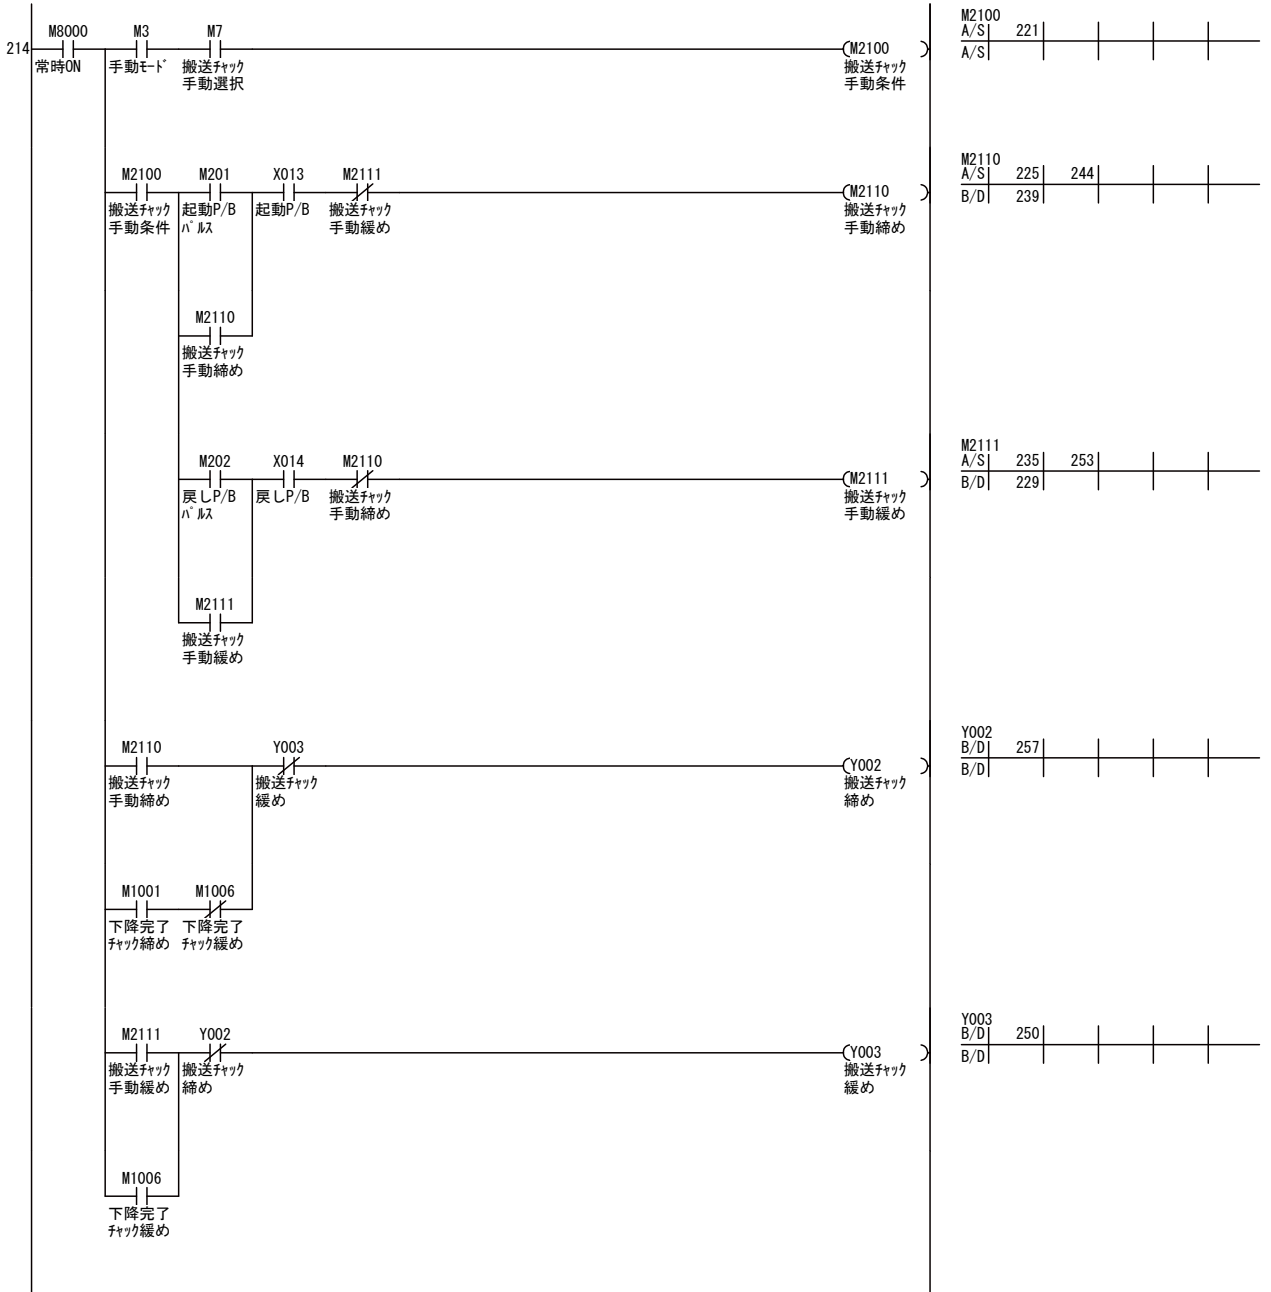 M8000 M3 M7 M2100
214 (M2100 ) A/S 221
常時ON 手動ﾓｰﾄﾞ 搬送ﾁｬｯｸ 搬送ﾁｬｯｸ A/S
手動選択 手動条件
M2100 M201 X013 M2111 M2110
(M2110 ) A/S 225 244
搬送ﾁｬｯｸ 起動P/B 起動P/B 搬送ﾁｬｯｸ 搬送ﾁｬｯｸ B/D 239
手動条件 ﾊﾟﾙｽ 手動緩め 手動締め
M2110
搬送ﾁｬｯｸ
手動締め
M202 X014 M2110 M2111
(M2111 ) A/S 235 253
戻しP/B 戻しP/B 搬送ﾁｬｯｸ 搬送ﾁｬｯｸ B/D 229
ﾊﾟﾙｽ 手動締め 手動緩め
M2111
搬送ﾁｬｯｸ
手動緩め
M2110 Y003 Y002
(Y002 ) B/D 257
搬送ﾁｬｯｸ 搬送ﾁｬｯｸ 搬送ﾁｬｯｸ B/D
手動締め 緩め 締め
M1001 M1006
下降完了 下降完了
ﾁｬｯｸ締め ﾁｬｯｸ緩め
M2111 Y002 Y003
(Y003 ) B/D 250
搬送ﾁｬｯｸ 搬送ﾁｬｯｸ 搬送ﾁｬｯｸ B/D
手動緩め 締め 緩め
M1006
下降完了
ﾁｬｯｸ緩め